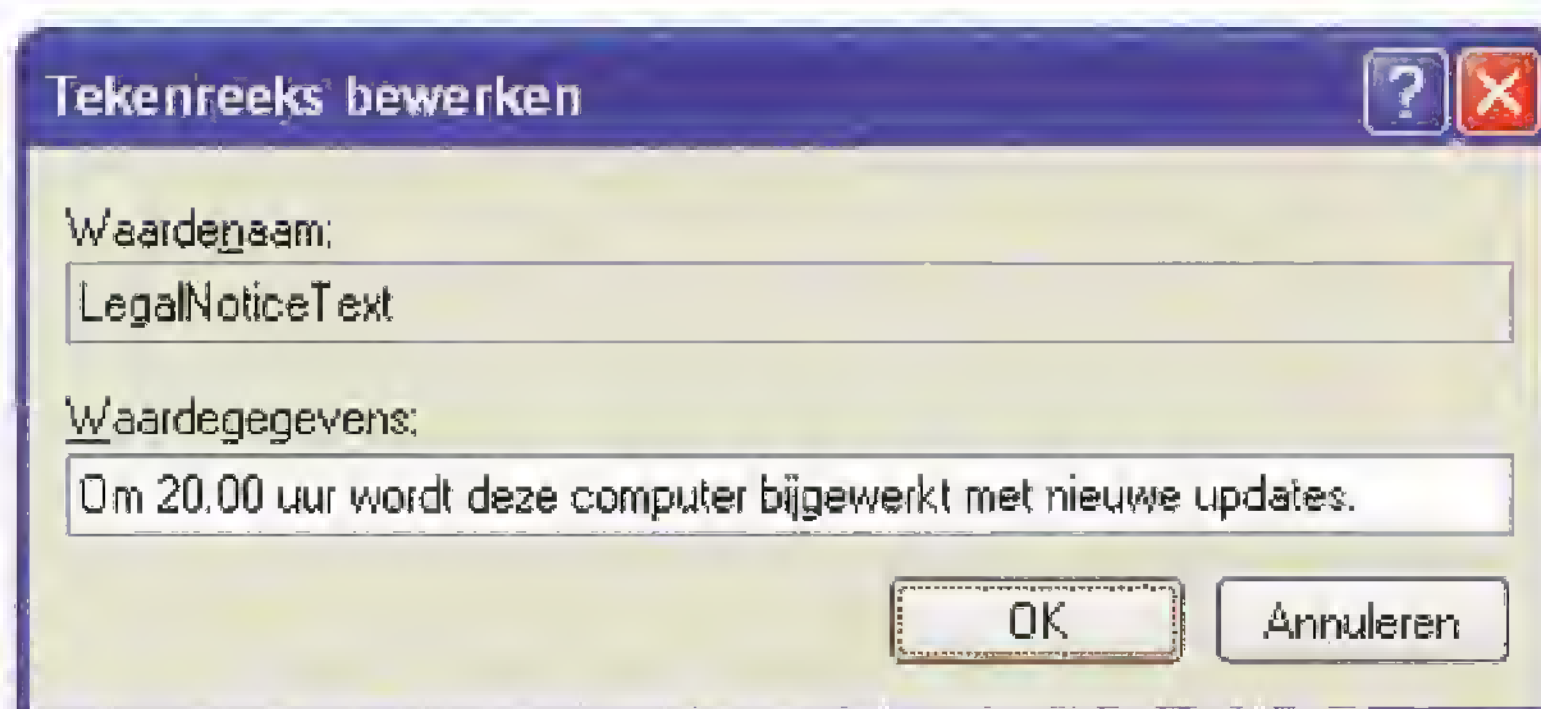 Tekenreeks bewerken
Waardenaam:
LegalNoticeText
Waardegegevens:
Om 20.00 uur wordt deze computer bijgewerkt met nieuwe updates.
OK Annuleren